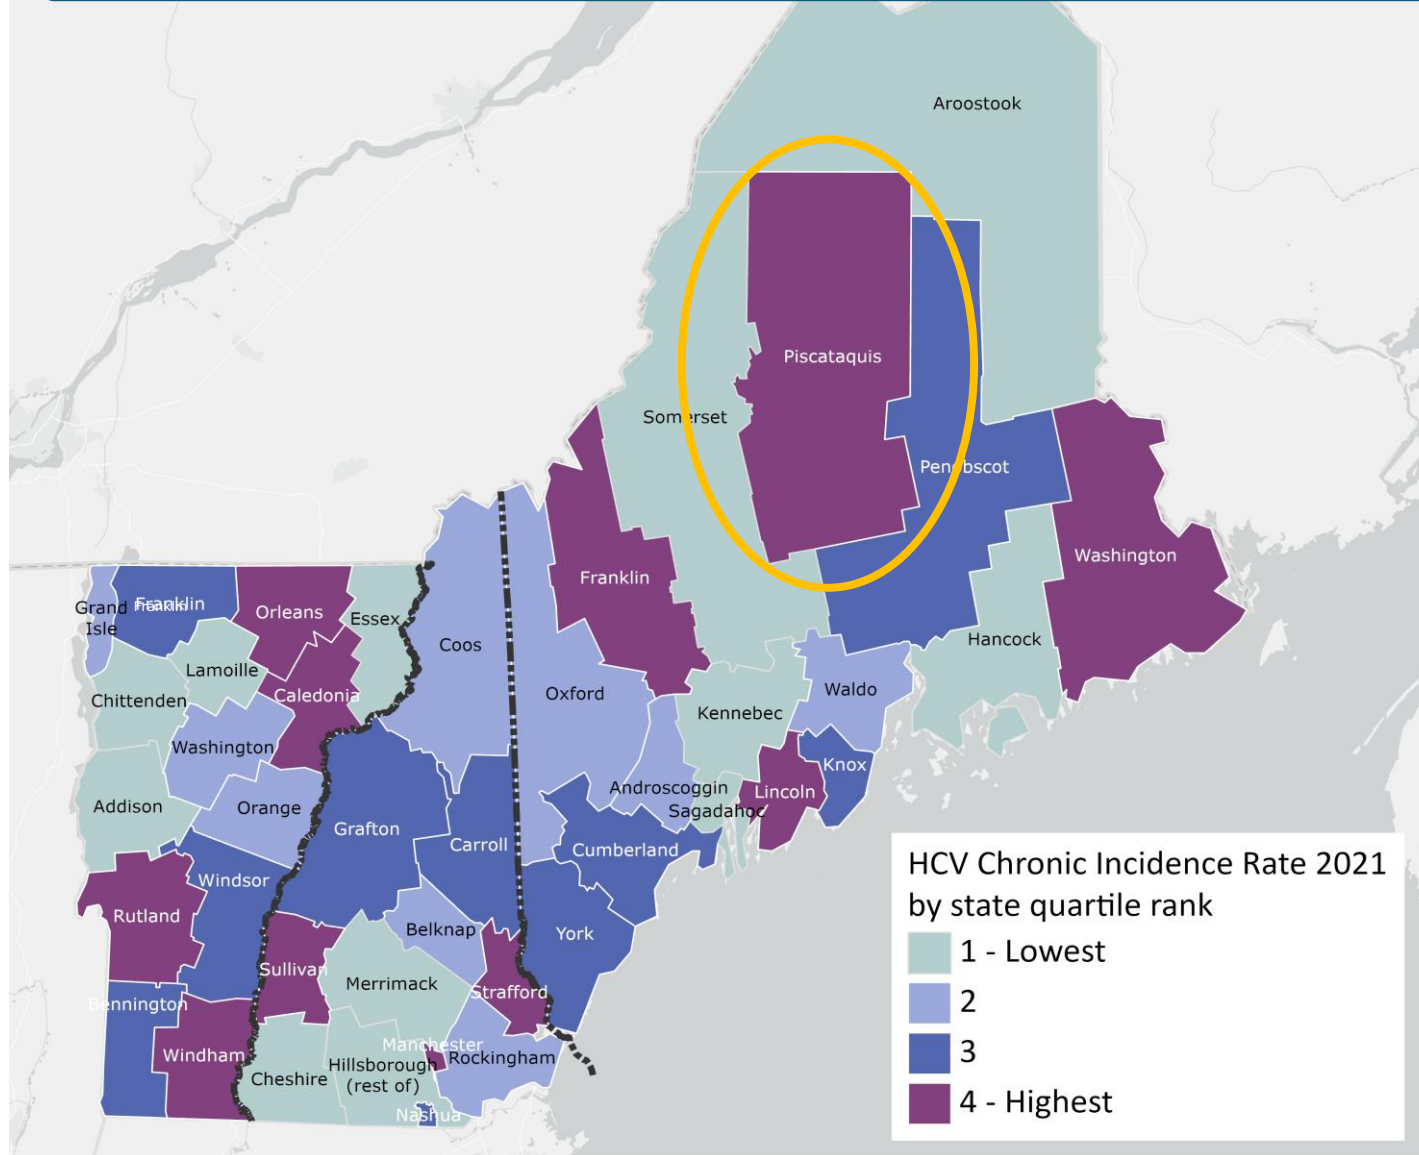 Aroostook
Piscataquis
Somerset
Penobscot
Washington
Franklin
Hancock
Grand
Isle
Franklin
Orleans
Essex
Coos
Lamoille
Caledonia
Chittenden
Oxford
Waldo
Kennebec
Washington
Knox
Androscoggin
Lincoln
Sagadahoc
Addison
Orange
Grafton
Carroll
Cumberland
Windsor
Rutland
Belknap
York
Sullivan
Merrimack
Strafford
Bennington
Manchester
Windham
Rockingham
Hillsborough
(rest of)
Cheshire
Nashua
HCV Chronic Incidence Rate 2021
by state quartile rank
1 - Lowest
2
3
4 - Highest